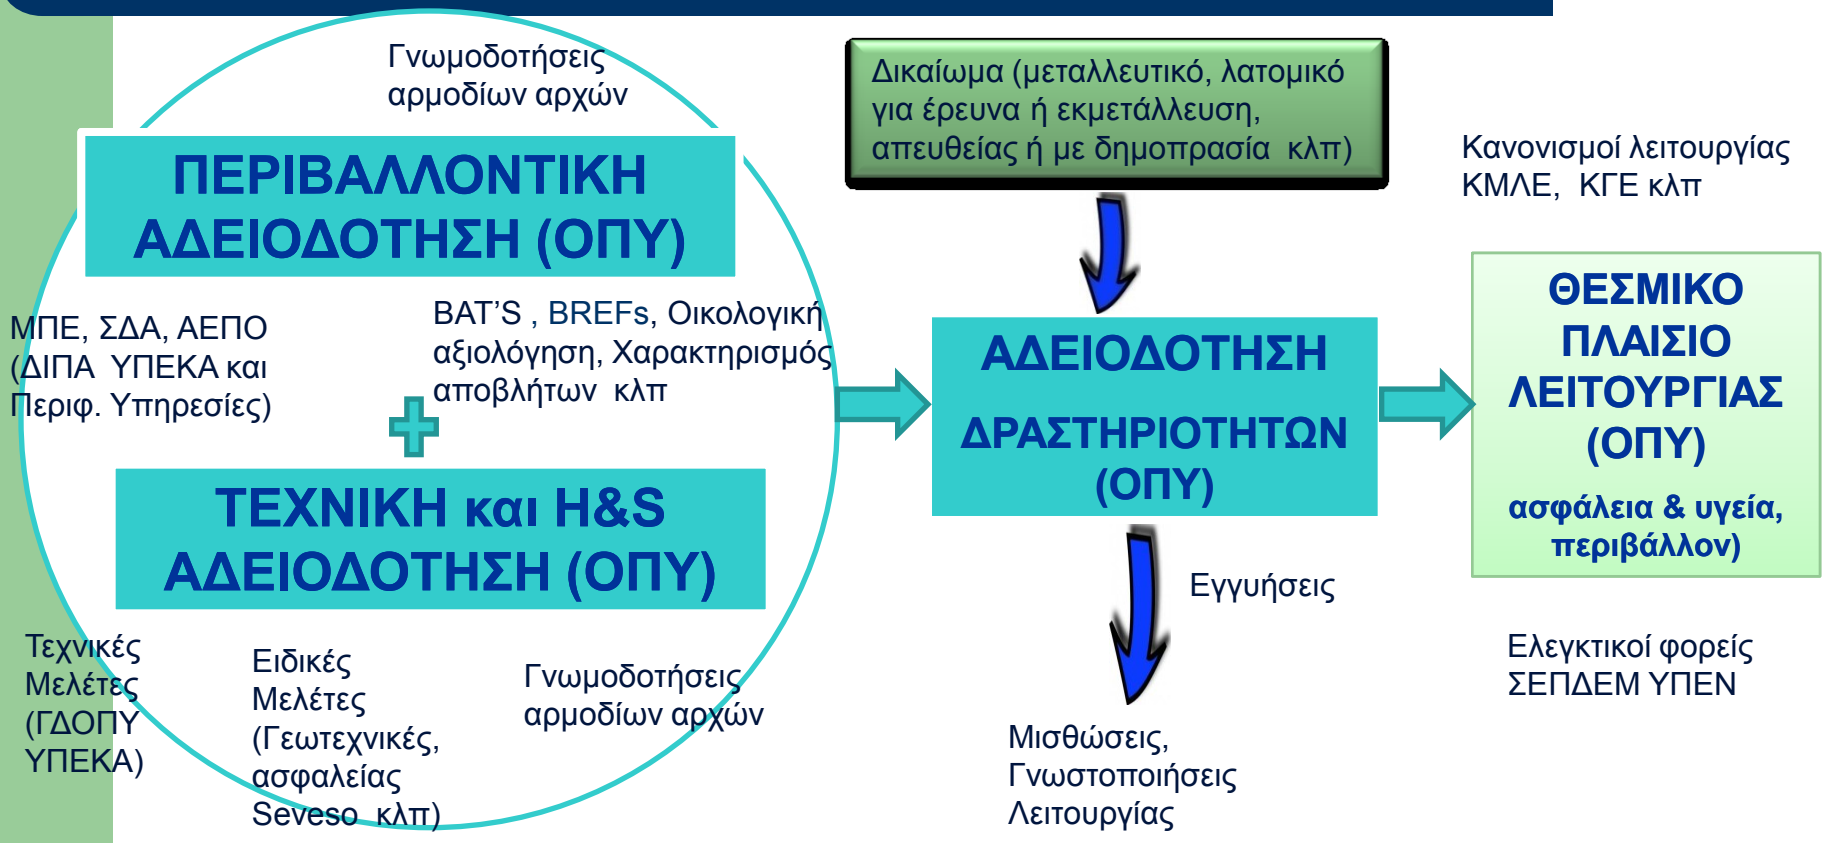 Γνωμοδοτήσεις
αρμοδίων αρχών
ΠΕΡΙΒΑΛΛΟΝΤΙΚΗ
ΑΔΕΙΟΔΟΤΗΣΗ (ΟΠΥ)
ΜΠΕ, ΣΔΑ, ΑΕΠΟ
(ΔΙΠΑ ΥΠΕΚΑ και
Περιφ. Υπηρεσίες)
BAT’S , BREFs, Οικολογική
αξιολόγηση, Χαρακτηρισμός
αποβλήτων κλπ
ΤΕΧΝΙΚΗ και H&S
ΑΔΕΙΟΔΟΤΗΣΗ (ΟΠΥ)
Τεχνικές
Μελέτες
(ΓΔΟΠΥ
ΥΠΕΚΑ)
Ειδικές
Μελέτες
(Γεωτεχνικές,
ασφαλείας
Seveso κλπ)
Γνωμοδοτήσεις
αρμοδίων αρχών
Δικαίωμα (μεταλλευτικό, λατομικό
για έρευνα ή εκμετάλλευση,
απευθείας ή με δημοπρασία κλπ)
ΑΔΕΙΟΔΟΤΗΣΗ
ΔΡΑΣΤΗΡΙΟΤΗΤΩΝ
(ΟΠΥ)
Εγγυήσεις
Μισθώσεις,
Γνωστοποιήσεις
Λειτουργίας
Κανονισμοί λειτουργίας
ΚΜΛΕ, ΚΓΕ κλπ
ΘΕΣΜΙΚΟ
ΠΛΑΙΣΙΟ
ΛΕΙΤΟΥΡΓΙΑΣ
(ΟΠΥ)
ασφάλεια & υγεία,
περιβάλλον)
Ελεγκτικοί φορείς
ΣΕΠΔΕΜ ΥΠΕΝ